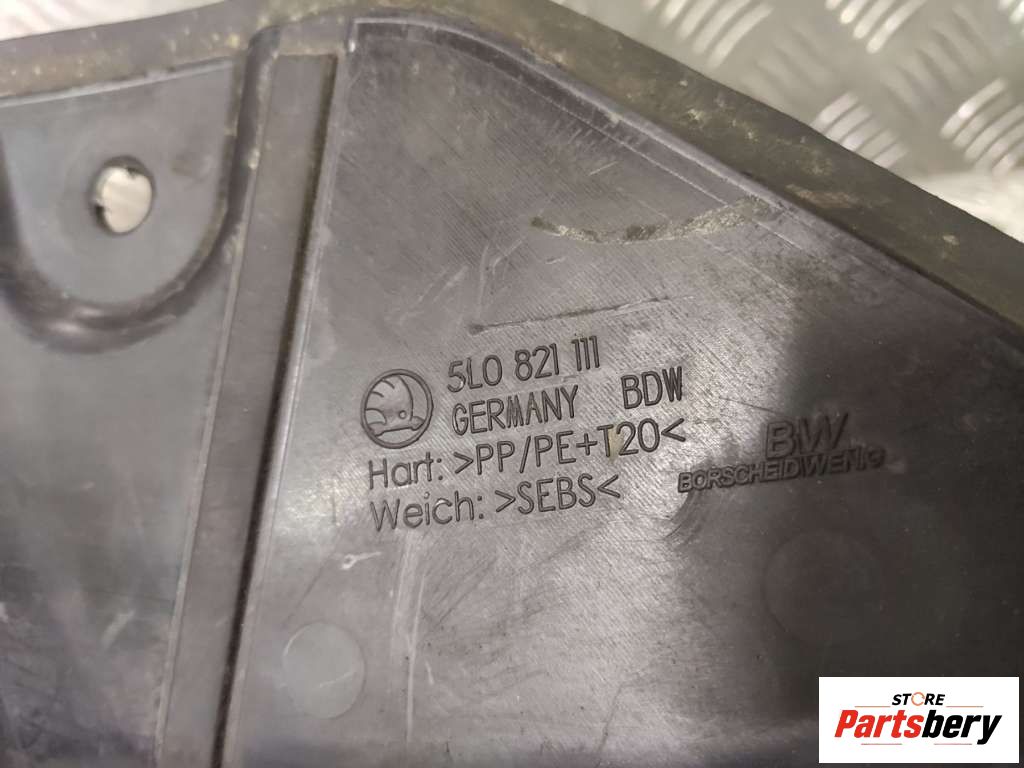 5L0 821 111
GERMANY BDW
Hart: >PP/PE+T20<
Weich: >SEBS<
BW
BORSCHEIDWENIG
STORE
Partsbery